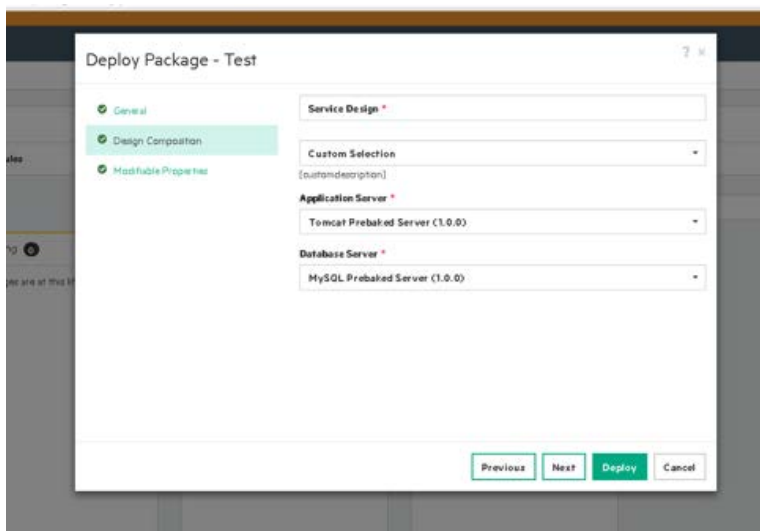 Deploy Package - Test
? ×
General
Design Composition
Modifiable Properties
Service Design *
Custom Selection
[customdescription]
Application Server *
Tomcat Prebaked Server (1.0.0)
Database Server *
MySQL Prebaked Server (1.0.0)
Previous
Next
Deploy
Cancel